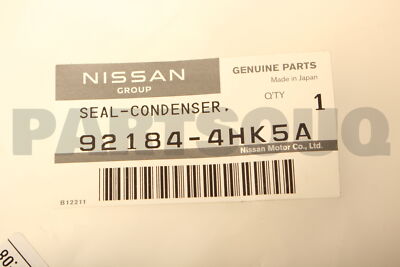 NISSAN
GROUP
GENUINE PARTS
Made in Japan
Q'TY
1
SEAL-CONDENSER,
92184-4HK5A
Nissan Motor Co., Ltd.
B12211
PARTSOUQ
.08